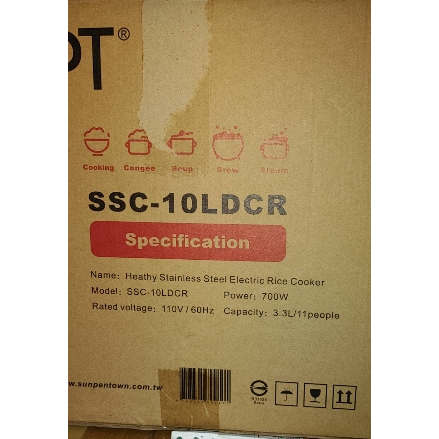 PT®
Cooking Congee Soup Stew Steam
SSC-10LDCR
Specification
Name: Heathy Stainless Steel Electric Rice Cooker
Model: SSC-10LDCR Power: 700W
Rated voltage: 110V / 60Hz Capacity: 3.3L/11people
w.sunpentown.com.tw